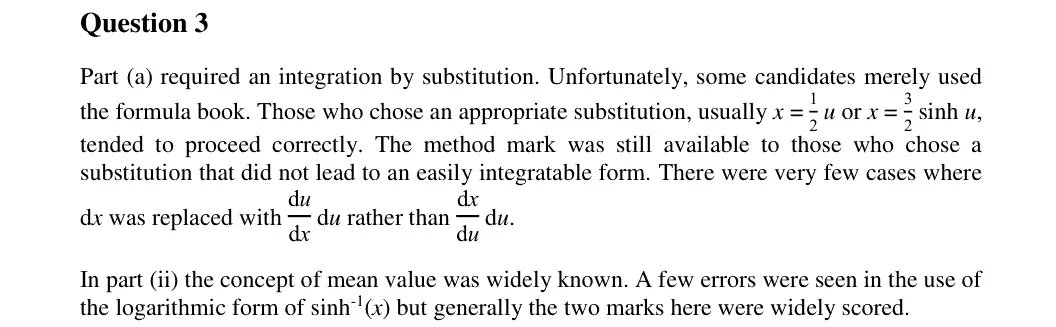 Question 3
Part (a) required an integration by substitution. Unfortunately, some candidates merely used
the formula book. Those who chose an appropriate substitution, usually x = 1/2 u or x = 3/2 sinh u,
tended to proceed correctly. The method mark was still available to those who chose a
substitution that did not lead to an easily integratable form. There were very few cases where
dx was replaced with du/dx du rather than dx/du du.
In part (ii) the concept of mean value was widely known. A few errors were seen in the use of
the logarithmic form of sinh⁻¹(x) but generally the two marks here were widely scored.